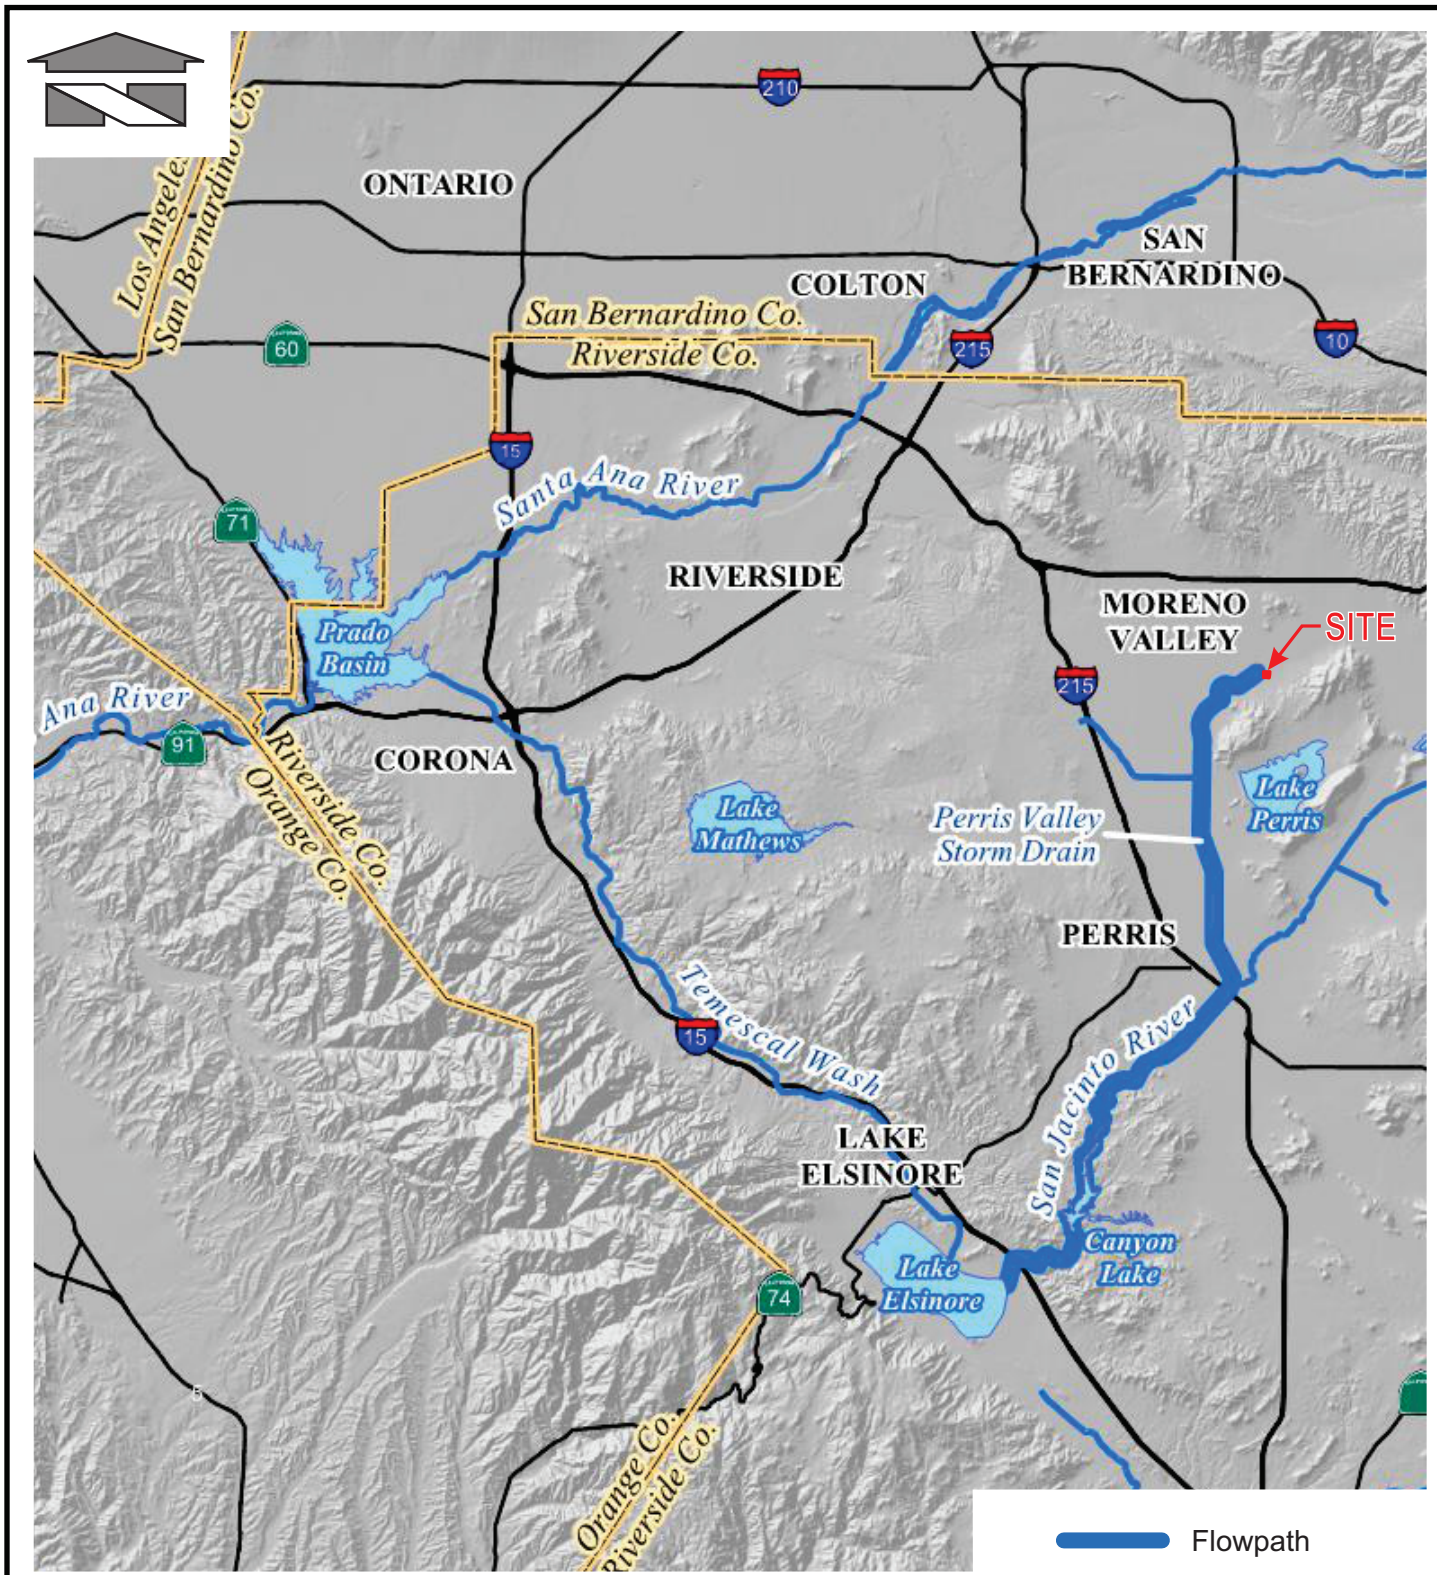 210
ONTARIO
Los Angeles
San Bernardino Co.
SAN
BERNARDINO
COLTON
San Bernardino Co.
Riverside Co.
60
215
10
15
Santa Ana River
71
RIVERSIDE
MORENO
VALLEY
SITE
Prado
Basin
215
Ana River
91
CORONA
Riverside Co.
Orange Co.
Lake
Mathews
Lake
Perris
Perris Valley
Storm Drain
PERRIS
Temescal Wash
15
San Jacinto River
LAKE
ELSINORE
Canyon
Lake
Lake
Elsinore
74
5
Orange Co.
Riverside Co.
Flowpath